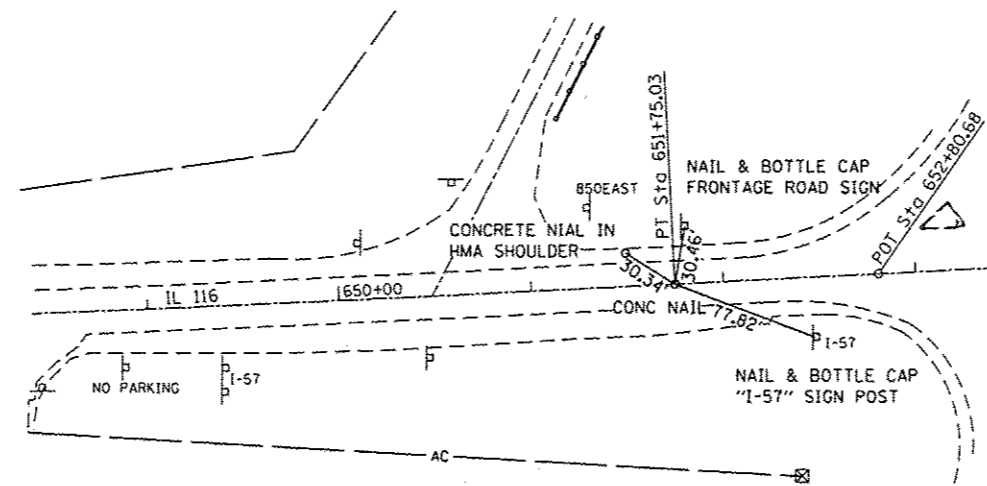 PT Sta 651+75.03
POT Sta 652+80.68
NAIL & BOTTLE CAP
FRONTAGE ROAD SIGN
850EAST
CONCRETE NIAL IN
HMA SHOULDER
30.34'
30.46'
IL 116
650+00
CONC NAIL
77.82'
I-57
NO PARKING
I-57
NAIL & BOTTLE CAP
"I-57" SIGN POST
AC